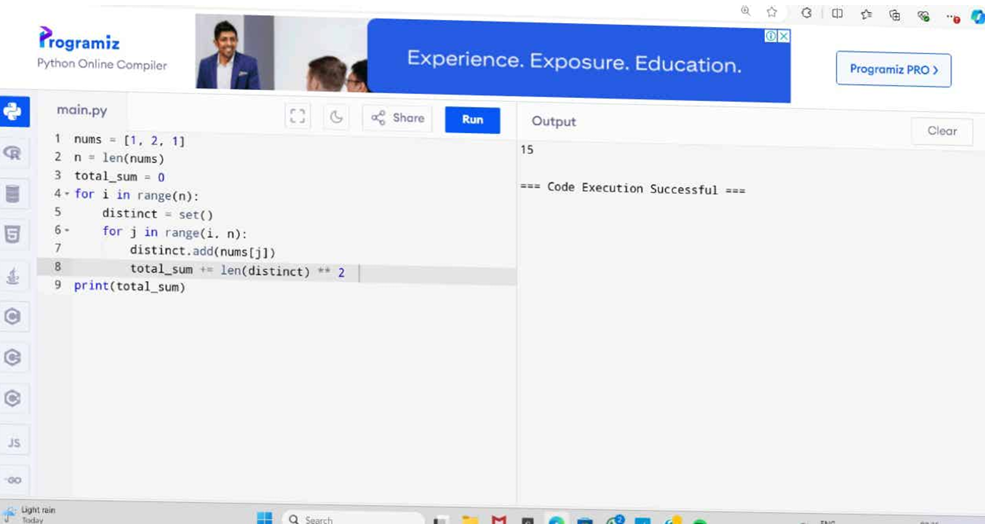 Programiz
Python Online Compiler
Experience. Exposure. Education.
Programiz PRO >
main.py
Share
Run
Output
Clear
1 nums = [1, 2, 1]
2 n = len(nums)
3 total_sum = 0
4 for i in range(n):
5 distinct = set()
6 for j in range(i, n):
7 distinct.add(nums[j])
8 total_sum += len(distinct) ** 2
9 print(total_sum)
15
=== Code Execution Successful ===
JS
GO
Light rain
Today
Search